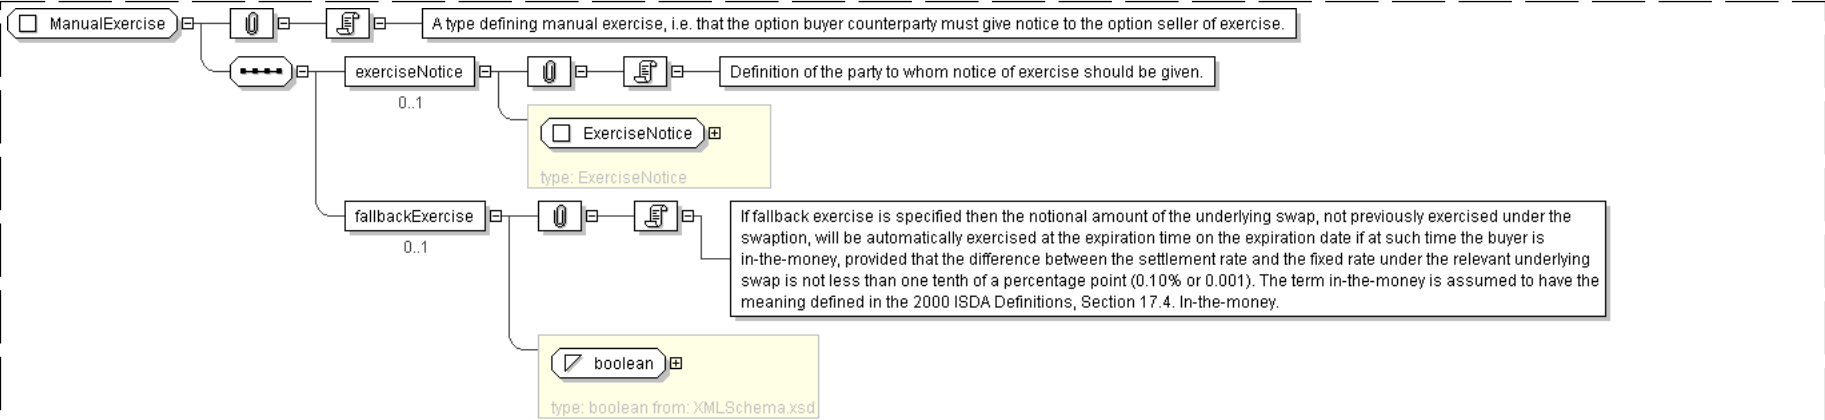 ManualExercise
A type defining manual exercise, i.e. that the option buyer counterparty must give notice to the option seller of exercise.
exerciseNotice
Definition of the party to whom notice of exercise should be given.
0..1
ExerciseNotice
type: ExerciseNotice
fallbackExercise
0..1
If fallback exercise is specified then the notional amount of the underlying swap, not previously exercised under the
swaption, will be automatically exercised at the expiration time on the expiration date if at such time the buyer is
in-the-money, provided that the difference between the settlement rate and the fixed rate under the relevant underlying
swap is not less than one tenth of a percentage point (0.10% or 0.001). The term in-the-money is assumed to have the
meaning defined in the 2000 ISDA Definitions, Section 17.4. In-the-money.
boolean
type: boolean from: XMLSchema.xsd